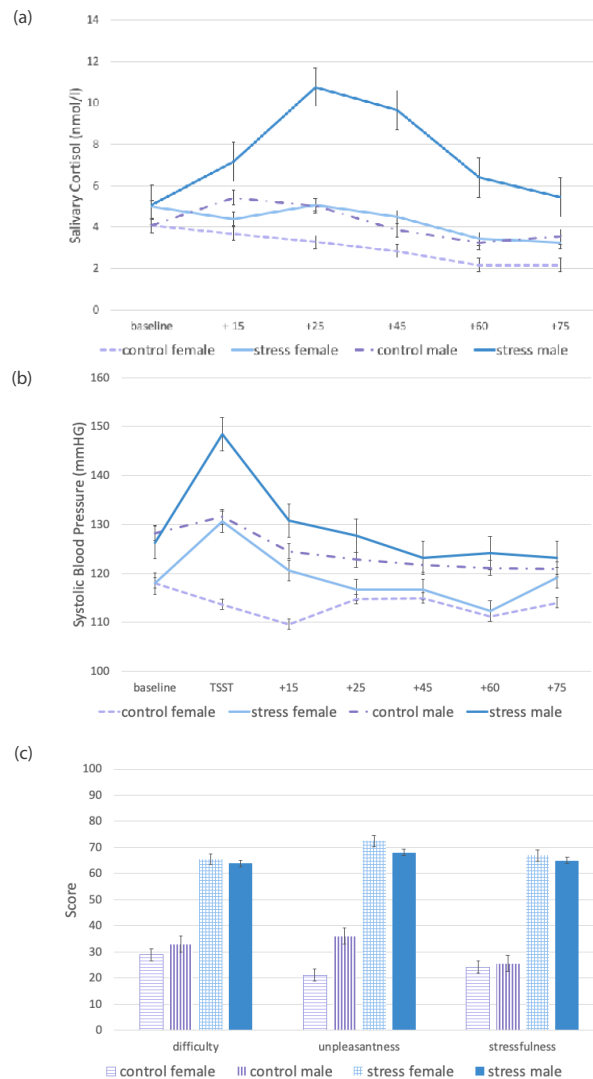 (a)
14
12
10
8
6
4
2
0
Salivary Cortisol (nmol/l)
baseline + 15 +25 +45 +60 +75
control female stress female control male stress male
(b)
160
150
140
130
120
110
100
Systolic Blood Pressure (mmHG)
baseline TSST +15 +25 +45 +60 +75
control female stress female control male stress male
(c)
100
90
80
70
60
50
40
30
20
10
0
Score
difficulty unpleasantness stressfulness
control female control male stress female stress male